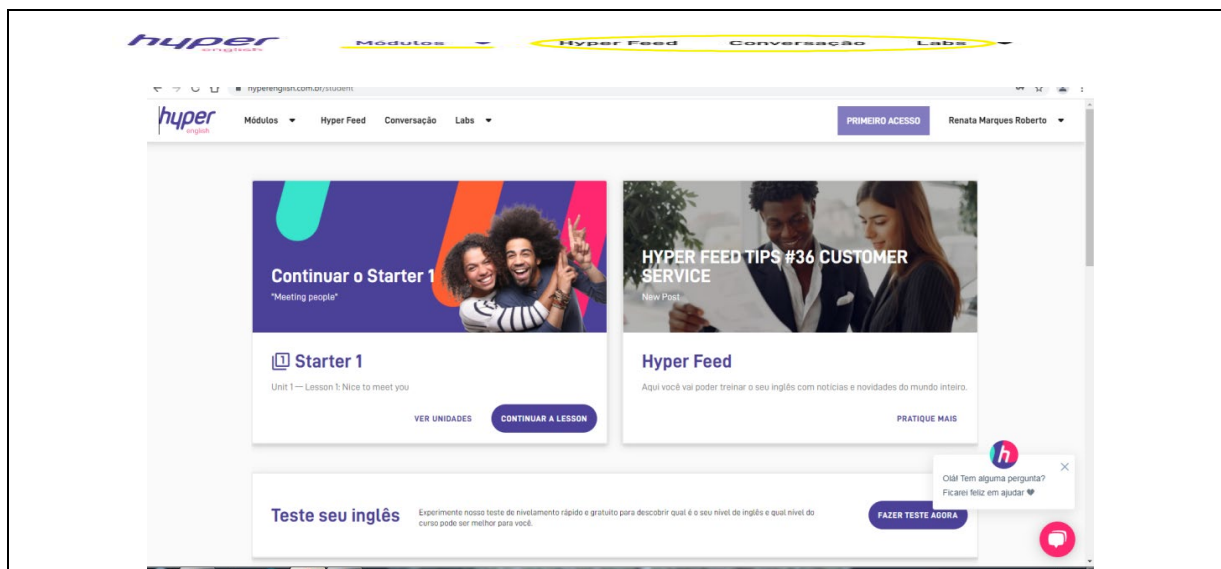 hyper english Módulos Hyper Feed Conversação Labs
hyperenglish.com.br/student
hyper english Módulos Hyper Feed Conversação Labs PRIMEIRO ACESSO Renata Marques Roberto
Continuar o Starter 1
"Meeting people"
HYPER FEED TIPS #36 CUSTOMER
SERVICE
New Post
1 Starter 1
Unit 1 — Lesson 1: Nice to meet you
VER UNIDADES CONTINUAR A LESSON
Hyper Feed
Aqui você vai poder treinar o seu inglês com notícias e novidades do mundo inteiro.
PRATIQUE MAIS
h
Olá! Tem alguma pergunta?
Ficarei feliz em ajudar
Teste seu inglês
Experimente nosso teste de nivelamento rápido e gratuito para descobrir qual é o seu nível de inglês e qual nível do
curso pode ser melhor para você.
FAZER TESTE AGORA